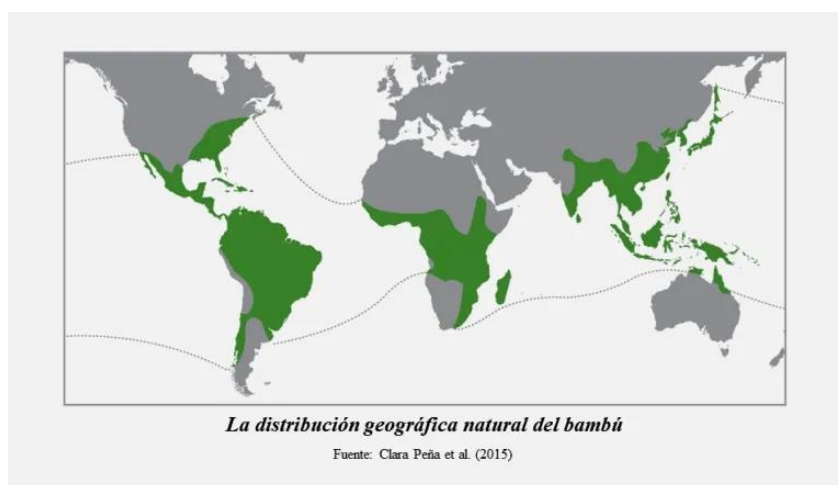 La distribución geográfica natural del bambú
Fuente: Clara Peña et al. (2015)